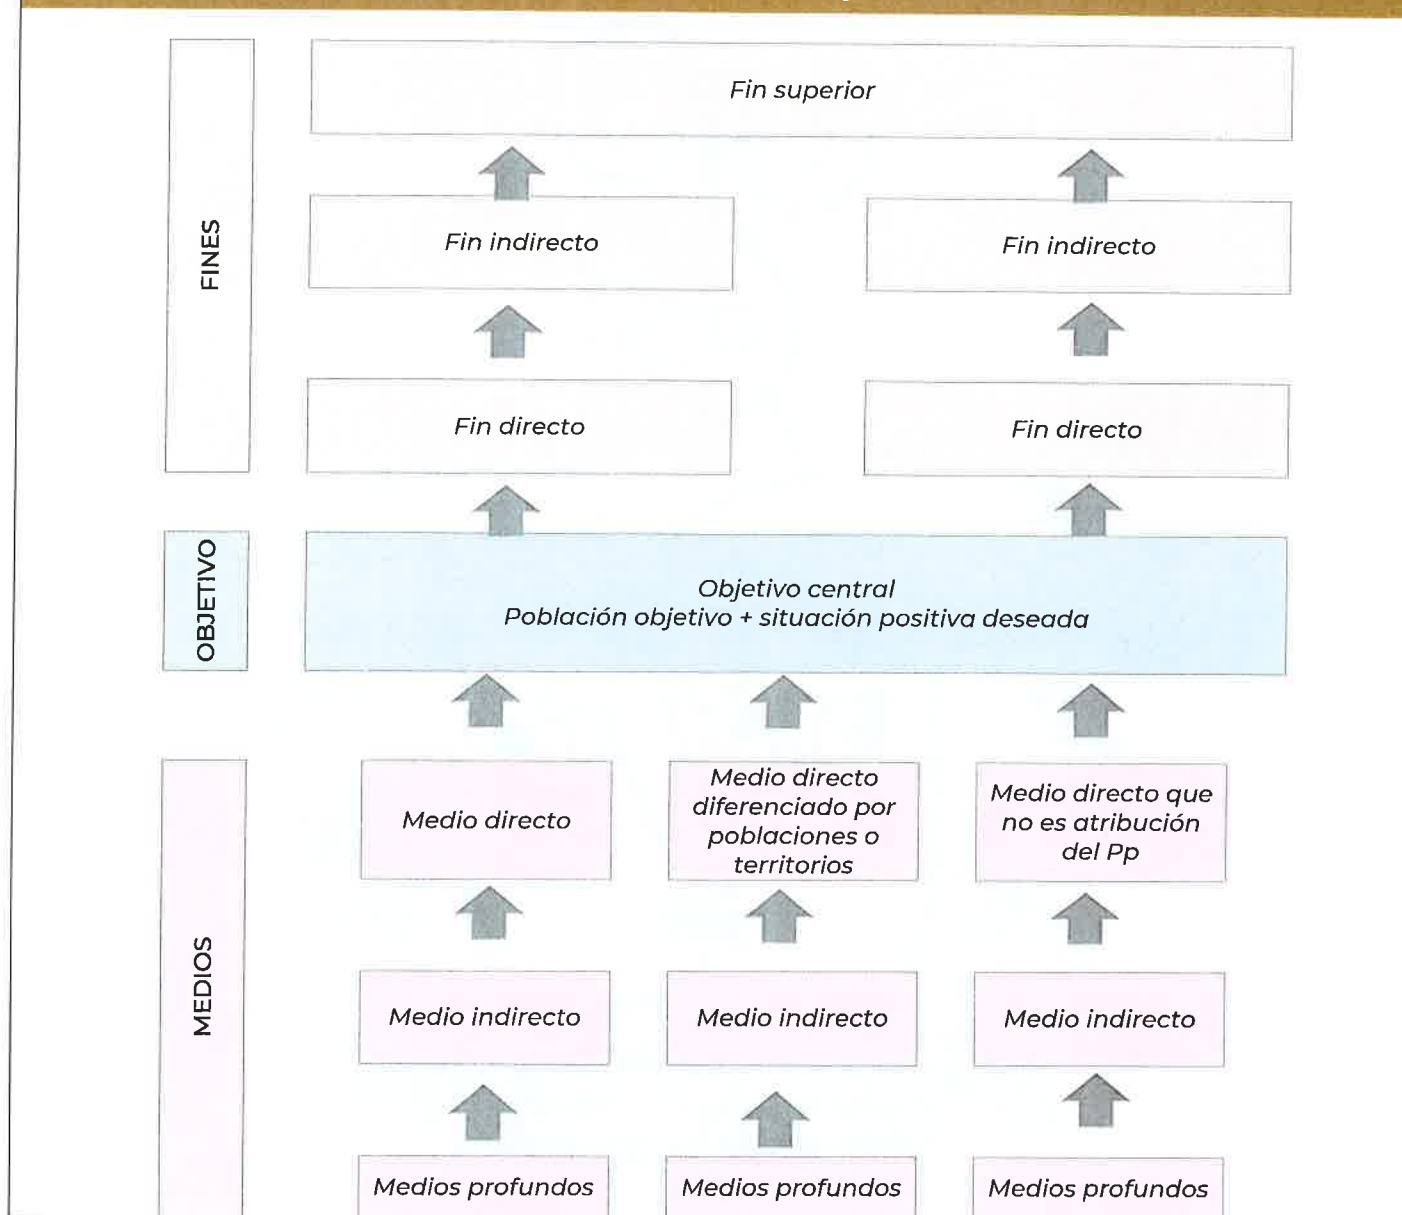 Fin superior
FINES
Fin indirecto
Fin indirecto
Fin directo
Fin directo
OBJETIVO
Objetivo central
Población objetivo + situación positiva deseada
MEDIOS
Medio directo
Medio directo
diferenciado por
poblaciones o
territorios
Medio directo que
no es atribución
del Pp
Medio indirecto
Medio indirecto
Medio indirecto
Medios profundos
Medios profundos
Medios profundos